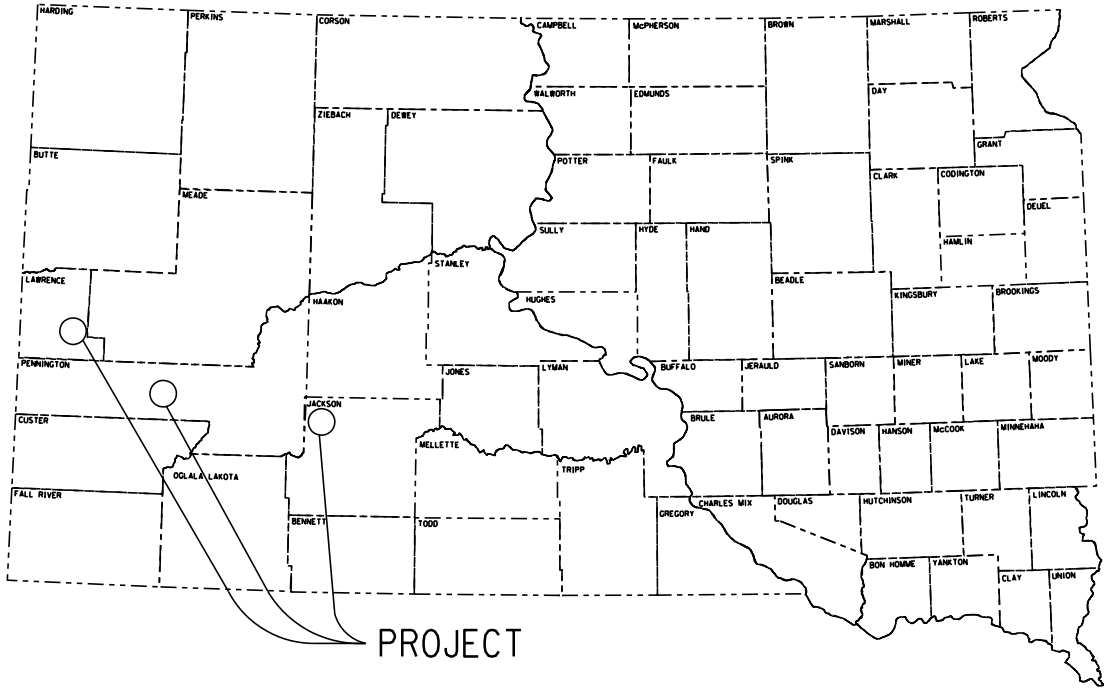 HARDING
PERKINS
CORSON
CAMPBELL
McPHERSON
BROWN
MARSHALL
ROBERTS
WALWORTH
EDMUNDS
DAY
ZIEBACH
DEWEY
GRANT
BUTTE
POTTER
FAULK
SPINK
CLARK
CODINGTON
MEADE
DEUEL
SULLY
HYDE
HAND
HAMLIN
STANLEY
LAWRENCE
BEADLE
HAAKON
HUGHES
KINGSBURY
BROOKINGS
PENNINGTON
JONES
LYMAN
BUFFALO
JERAULD
SANBORN
MINER
LAKE
MOODY
JACKSON
CUSTER
BRULE
AURORA
DAVISON
HANSON
McCOOK
MINNEHAHA
MELLETTE
OGLALA LAKOTA
TRIPP
FALL RIVER
GREGORY
CHARLES MIX
DOUGLAS
HUTCHINSON
TURNER
LINCOLN
BENNETT
TODD
BON HOMME
YANKTON
CLAY
UNION
PROJECT